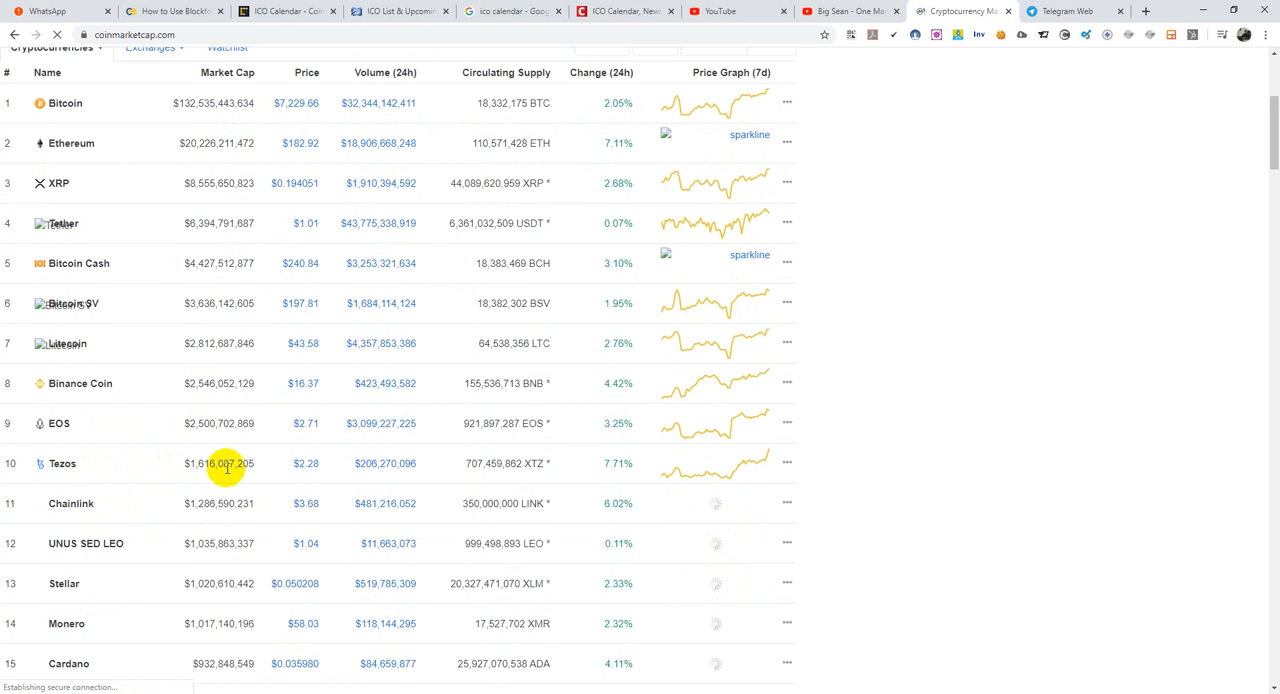 WhatsApp
How to Use Blockfo
ICO Calendar - Coin
ICO List & Upcomin
ico calendar - Goog
ICO Calendar, New
YouTube
Big Sean - One Ma
Cryptocurrency Ma
Telegram Web
coinmarketcap.com
Inv
Cryptocurrencies
Exchanges
Watchlist
# Name Market Cap Price Volume (24h) Circulating Supply Change (24h) Price Graph (7d)
1 Bitcoin $132,535,443,634 $7,229.66 $32,344,142,411 18,332,175 BTC 2.05%
2 Ethereum $20,226,211,472 $182.92 $18,906,668,248 110,571,428 ETH 7.11% sparkline
3 XRP $8,555,650,823 $0.194051 $1,910,394,592 44,089,620,959 XRP * 2.68%
4 Tether $6,394,791,687 $1.01 $43,775,338,919 6,361,032,509 USDT * 0.07%
5 Bitcoin Cash $4,427,512,877 $240.84 $3,253,321,634 18,383,469 BCH 3.10% sparkline
6 Bitcoin SV $3,636,142,605 $197.81 $1,684,114,124 18,382,302 BSV 1.95%
7 Litecoin $2,812,687,846 $43.58 $4,357,853,386 64,538,356 LTC 2.76%
8 Binance Coin $2,546,052,129 $16.37 $423,493,582 155,536,713 BNB * 4.42%
9 EOS $2,500,702,869 $2.71 $3,099,227,225 921,897,287 EOS * 3.25%
10 Tezos $1,616,087,205 $2.28 $206,270,096 707,459,862 XTZ * 7.71%
11 Chainlink $1,286,590,231 $3.68 $481,216,052 350,000,000 LINK * 6.02%
12 UNUS SED LEO $1,035,863,337 $1.04 $11,663,073 999,498,893 LEO * 0.11%
13 Stellar $1,020,610,442 $0.050208 $519,785,309 20,327,471,070 XLM * 2.33%
14 Monero $1,017,140,196 $58.03 $118,144,295 17,527,702 XMR 2.32%
15 Cardano $932,848,549 $0.035980 $84,659,877 25,927,070,538 ADA 4.11%
Establishing secure connection...